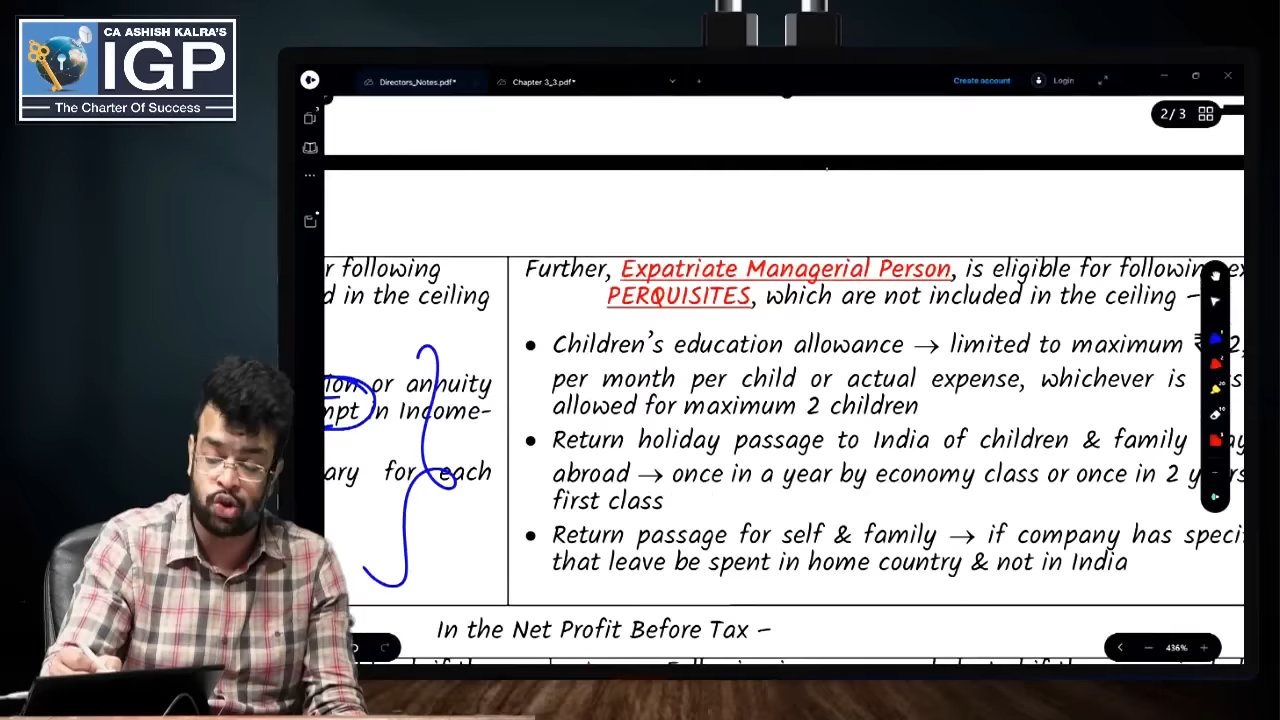 CA ASHISH KALRA'S
IGP
The Charter Of Success
Directors_Notes.pdf*
Chapter 3_3.pdf*
Create account
Login
2/3
r following
d in the ceiling
or annuity
in Income-
ary for each
Further, Expatriate Managerial Person, is eligible for following
PERQUISITES, which are not included in the ceiling –
• Children's education allowance → limited to maximum
per month per child or actual expense, whichever is
allowed for maximum 2 children
• Return holiday passage to India of children & family
abroad → once in a year by economy class or once in 2 years
first class
• Return passage for self & family → if company has speci
that leave be spent in home country & not in India
In the Net Profit Before Tax –
436%